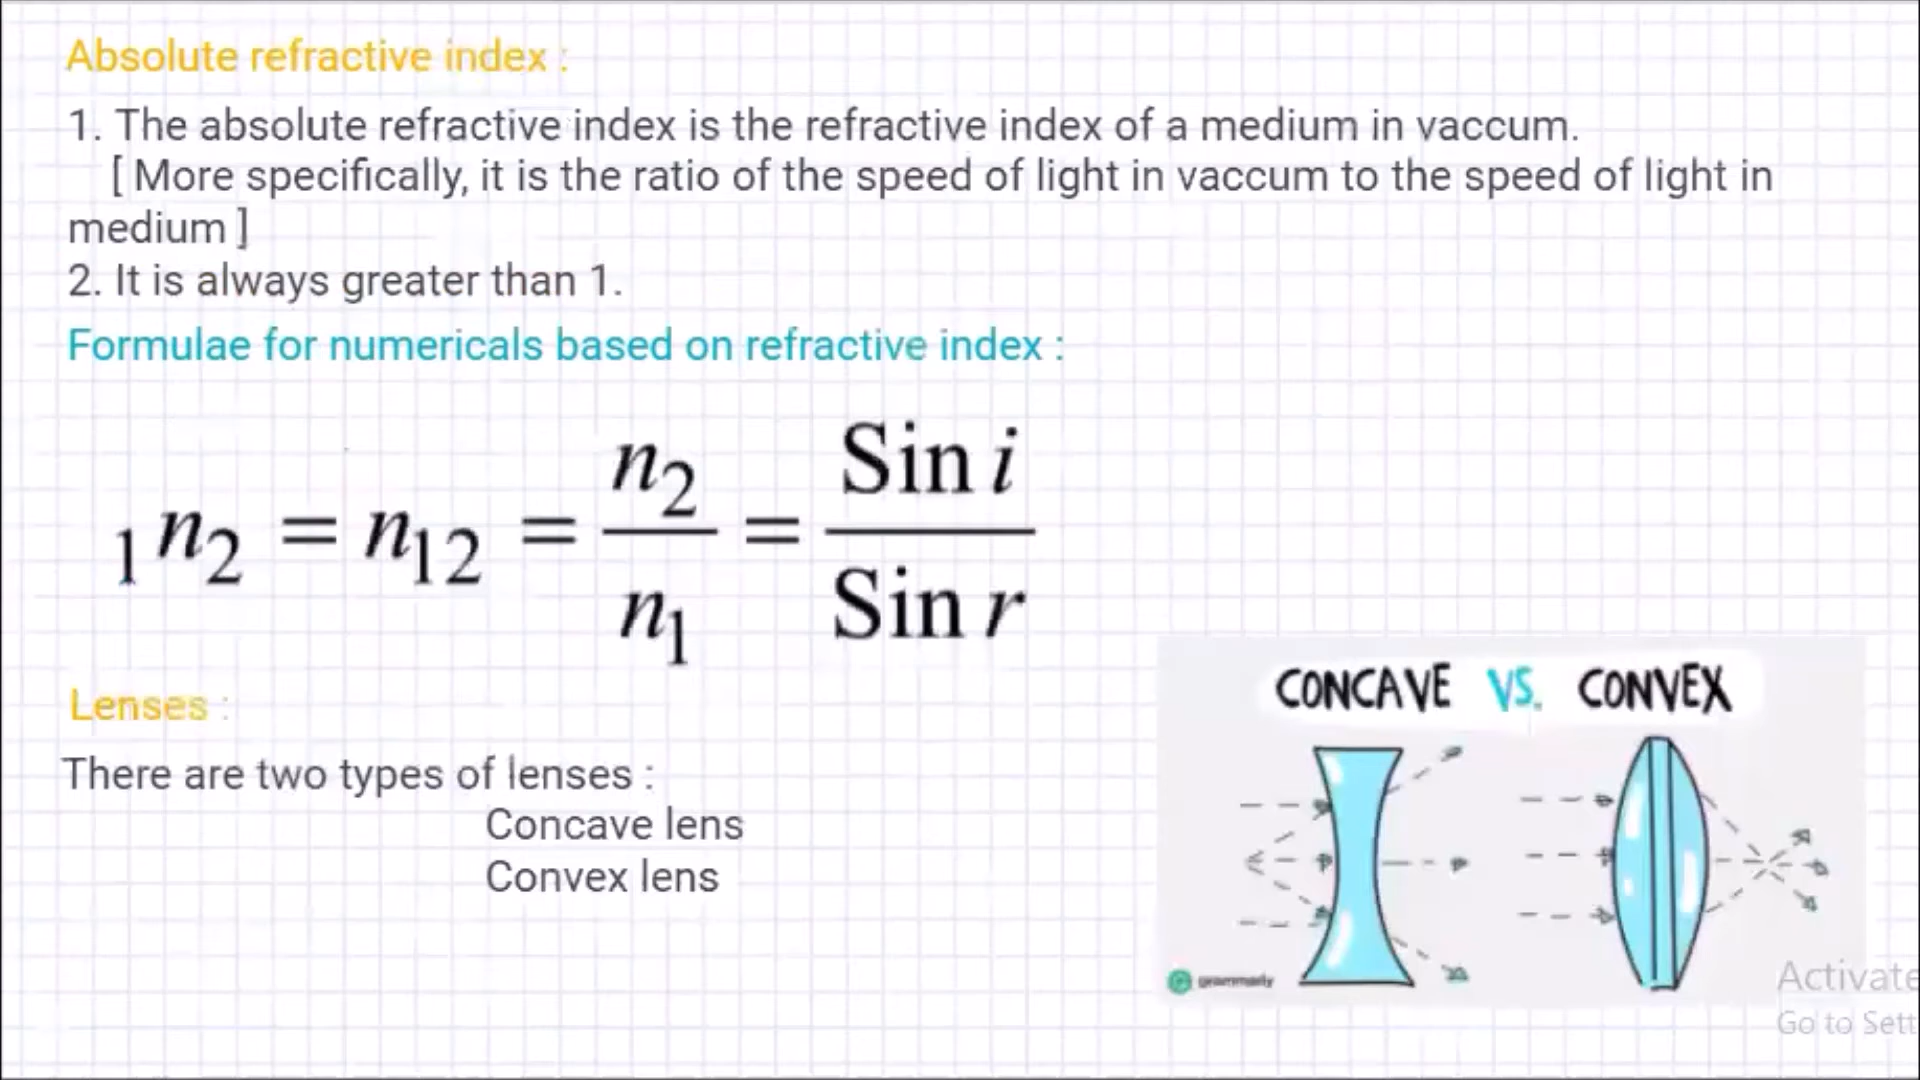 Absolute refractive index :
1. The absolute refractive index is the refractive index of a medium in vaccum.
[ More specifically, it is the ratio of the speed of light in vaccum to the speed of light in
medium ]
2. It is always greater than 1.
Formulae for numericals based on refractive index :
₁n₂ = n₁₂ = n₂/n₁ = Sin i/Sin r
Lenses :
There are two types of lenses :
Concave lens
Convex lens
CONCAVE VS. CONVEX
grammarly
Activate
Go to Sett